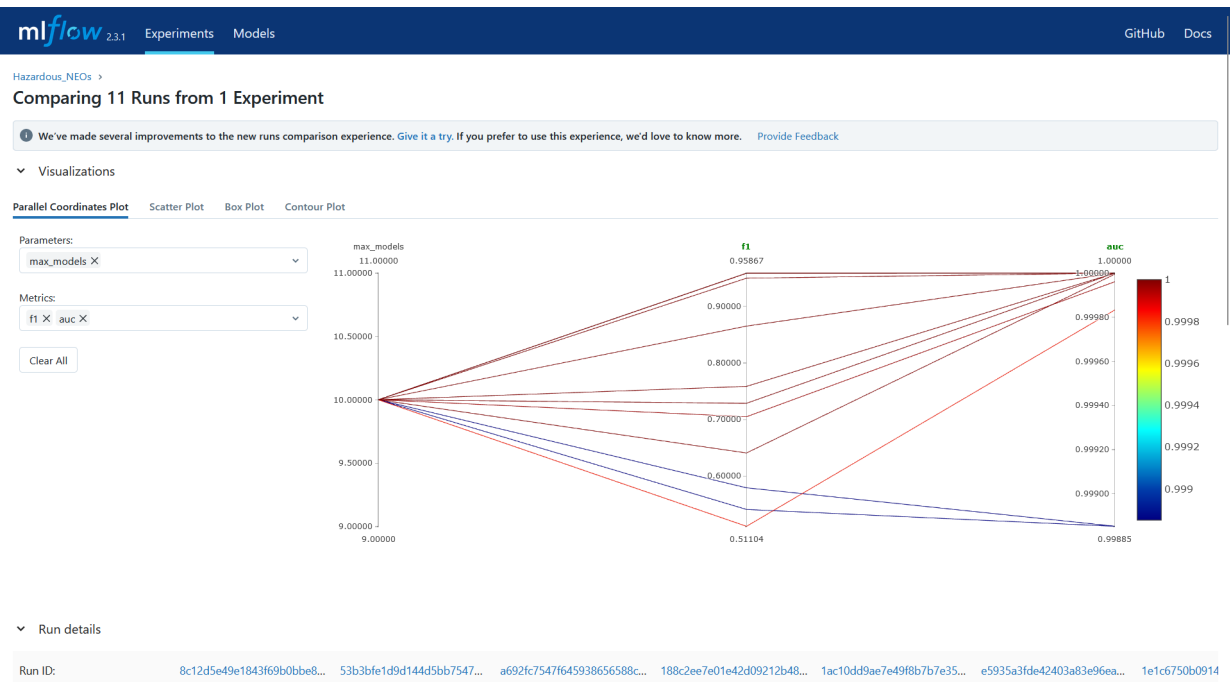 mlflow 2.3.1 Experiments Models GitHub Docs
Hazardous_NEOs ›
Comparing 11 Runs from 1 Experiment
We've made several improvements to the new runs comparison experience. Give it a try. If you prefer to use this experience, we'd love to know more. Provide Feedback
Visualizations
Parallel Coordinates Plot Scatter Plot Box Plot Contour Plot
Parameters:
max_models
Metrics:
f1 auc
Clear All
max_models
11.00000
11.00000
10.50000
10.00000
9.50000
9.00000
9.00000
f1
0.95867
0.90000
0.80000
0.70000
0.60000
0.51104
auc
1.00000
1.00000
0.99980
0.99960
0.99940
0.99920
0.99900
0.99885
1
0.9998
0.9996
0.9994
0.9992
0.999
Run details
Run ID: 8c12d5e49e1843f69b0bbe8... 53b3bfe1d9d144d5bb7547... a692fc7547f645938656588c... 188c2ee7e01e42d09212b48... 1ac10dd9ae7e49f8b7b7e35... e5935a3fde42403a83e96ea... 1e1c6750b0914